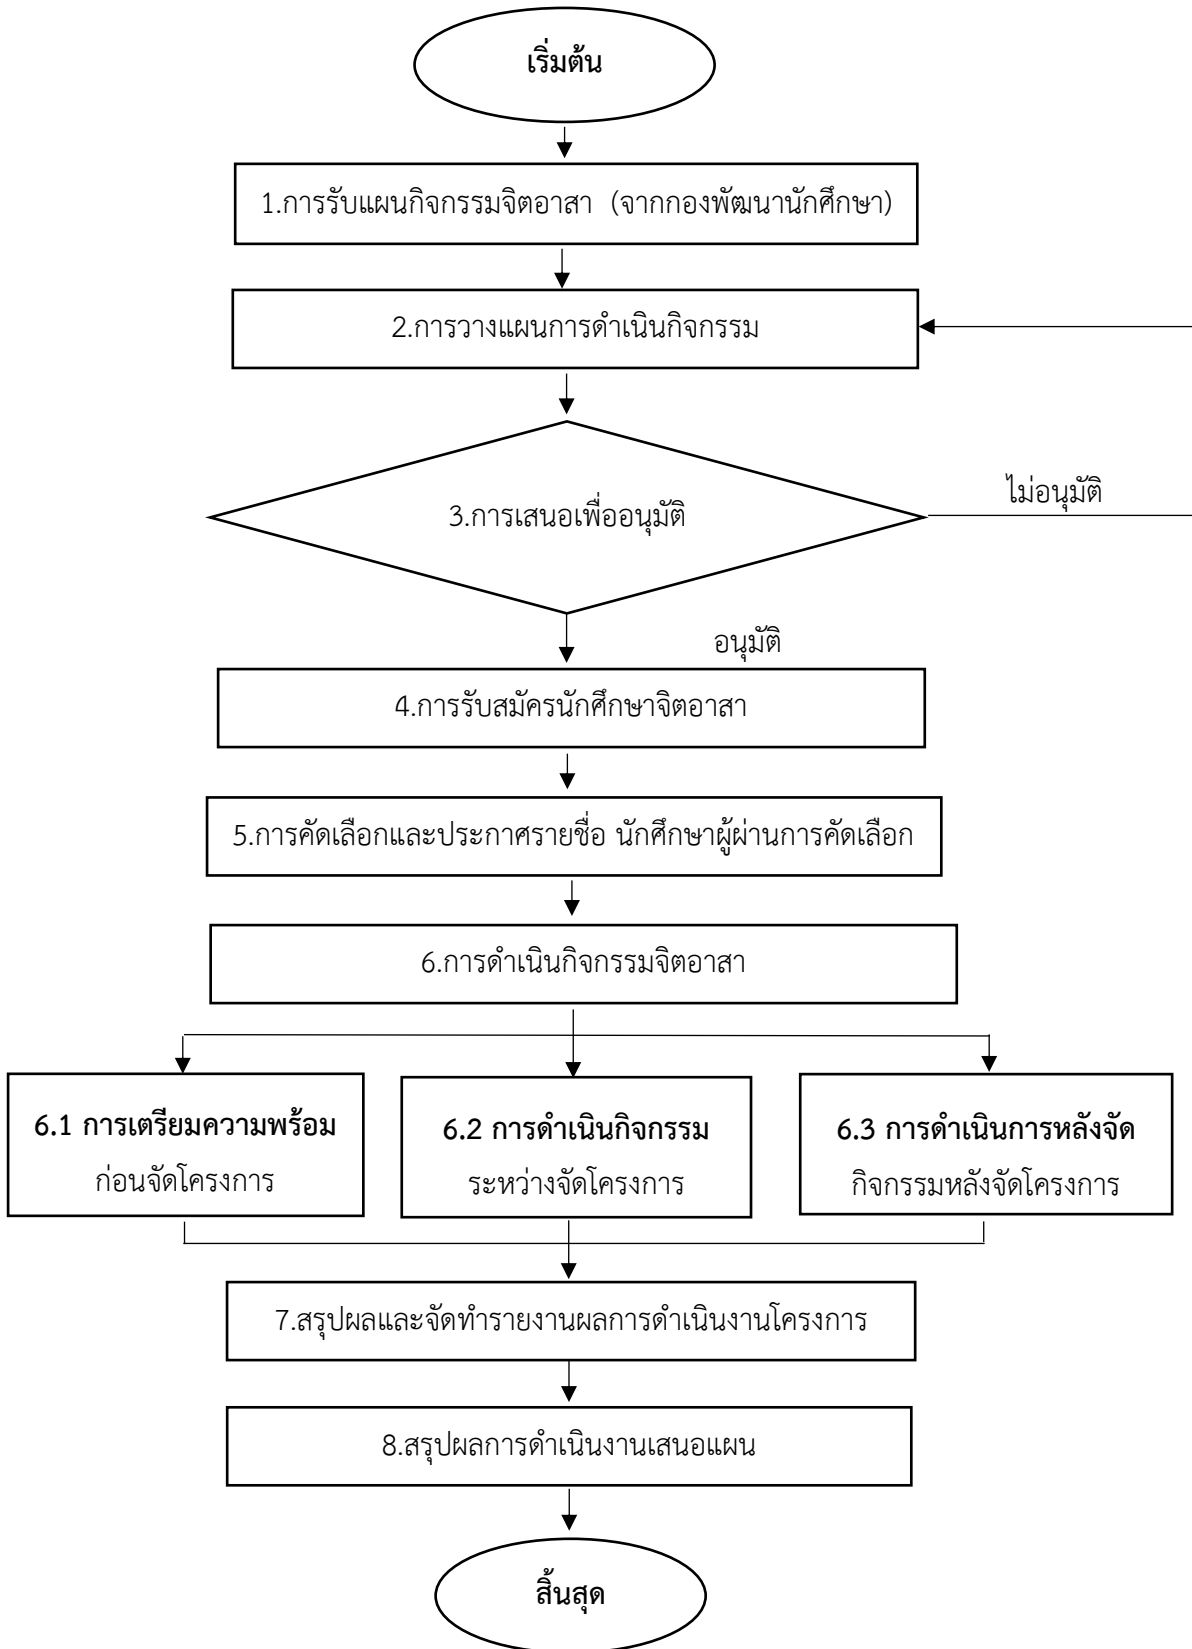 เริ่มต้น
1.การรับแผนกิจกรรมจิตอาสา (จากกองพัฒนานักศึกษา)
2.การวางแผนการดำเนินกิจกรรม
3.การเสนอเพื่ออนุมัติ
ไม่อนุมัติ
อนุมัติ
4.การรับสมัครนักศึกษาจิตอาสา
5.การคัดเลือกและประกาศรายชื่อ นักศึกษาผู้ผ่านการคัดเลือก
6.การดำเนินกิจกรรมจิตอาสา
6.1 การเตรียมความพร้อม
ก่อนจัดโครงการ
6.2 การดำเนินกิจกรรม
ระหว่างจัดโครงการ
6.3 การดำเนินการหลังจัด
กิจกรรมหลังจัดโครงการ
7.สรุปผลและจัดทำรายงานผลการดำเนินงานโครงการ
8.สรุปผลการดำเนินงานเสนอแผน
สิ้นสุด